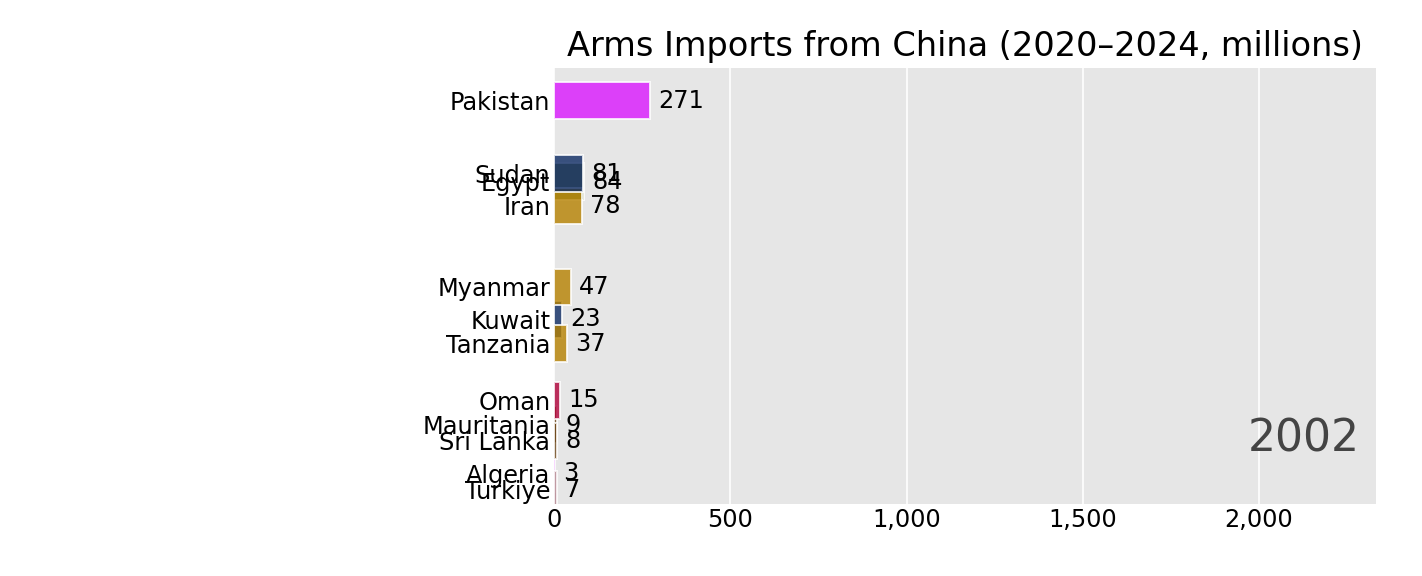 Arms Imports from China (2020–2024, millions)
Pakistan 271
Sudan 81
Egypt 84
Iran 78
Myanmar 47
Kuwait 23
Tanzania 37
Oman 15
Mauritania 9
Sri Lanka 8
2002
Algeria 3
Türkiye 7
0 500 1,000 1,500 2,000